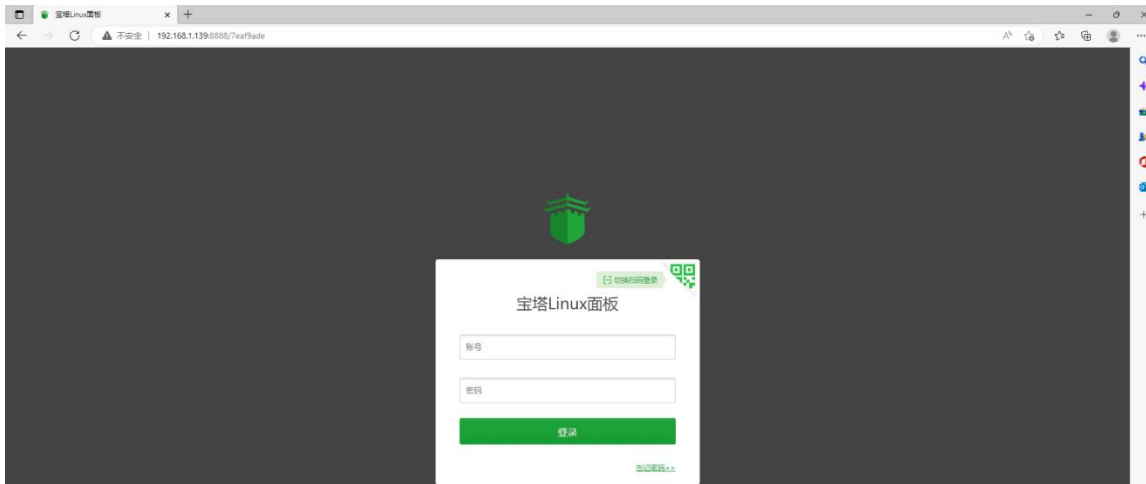 宝塔Linux面板
不安全 | 192.168.1.139:8888/7eaf9ade
切换扫码登录
宝塔Linux面板
账号
密码
登录
忘记密码>>